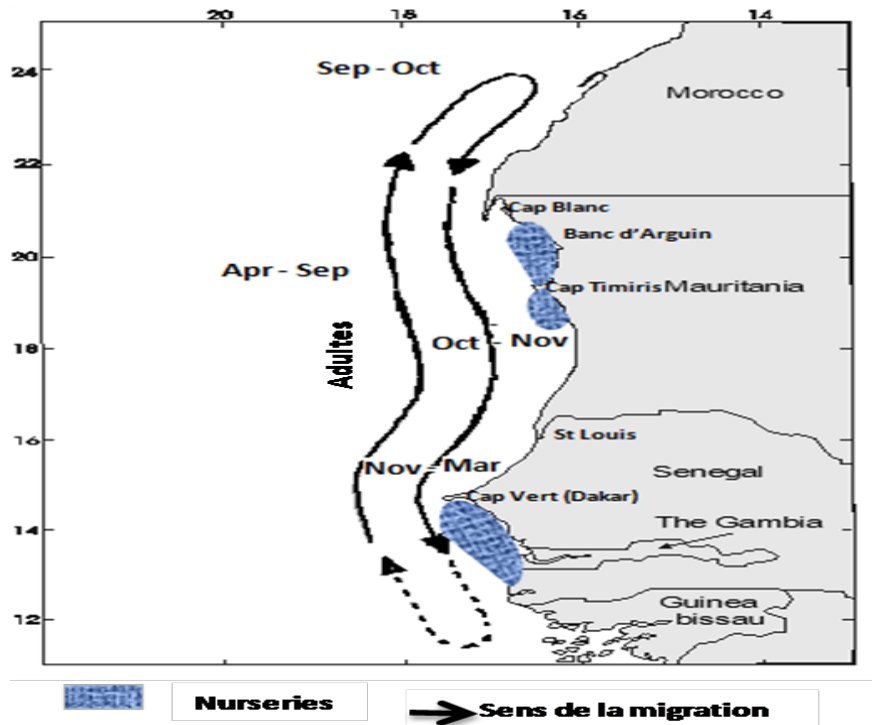 20 18 16 14
Sep - Oct
24
Morocco
22
Cap Blanc
Banc d'Arguin
20
Apr - Sep
Cap Timiris Mauritania
18
Oct - Nov
Adultes
16
St Louis
Nov - Mar
Senegal
Cap Vert (Dakar)
14
The Gambia
12
Guinea
bissau
Nurseries
Sens de la migration